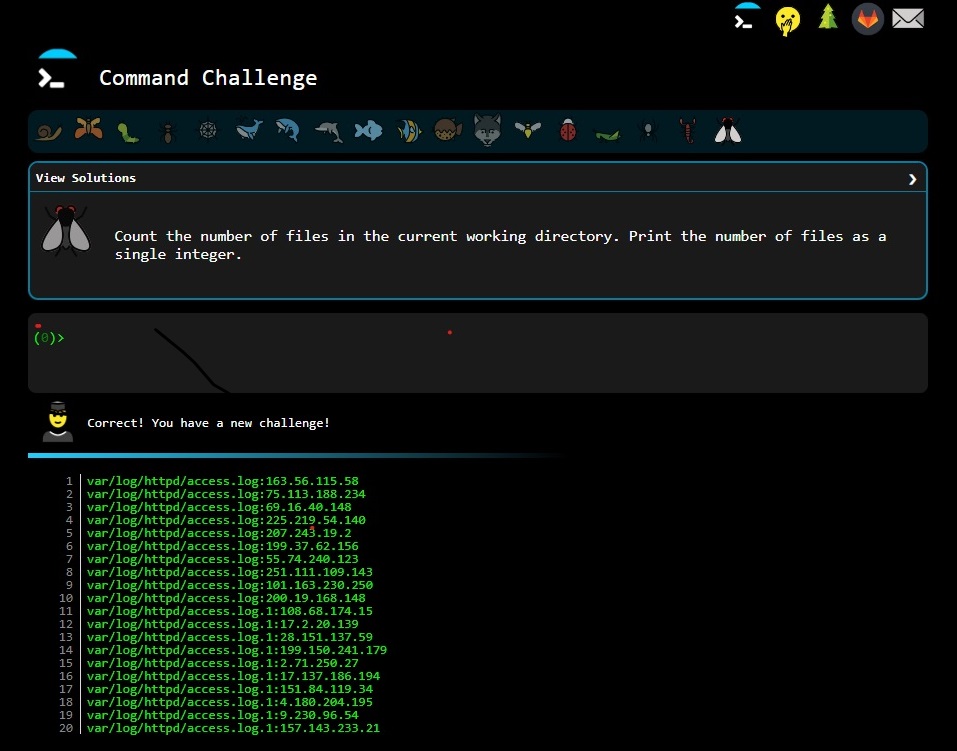 Command Challenge
View Solutions
Count the number of files in the current working directory. Print the number of files as a
single integer.
(0)>
Correct! You have a new challenge!
1 var/log/httpd/access.log:163.56.115.58
2 var/log/httpd/access.log:75.113.188.234
3 var/log/httpd/access.log:69.16.40.148
4 var/log/httpd/access.log:225.219.54.140
5 var/log/httpd/access.log:207.243.19.2
6 var/log/httpd/access.log:199.37.62.156
7 var/log/httpd/access.log:55.74.240.123
8 var/log/httpd/access.log:251.111.109.143
9 var/log/httpd/access.log:101.163.230.250
10 var/log/httpd/access.log:200.19.168.148
11 var/log/httpd/access.log.1:108.68.174.15
12 var/log/httpd/access.log.1:17.2.20.139
13 var/log/httpd/access.log.1:28.151.137.59
14 var/log/httpd/access.log.1:199.150.241.179
15 var/log/httpd/access.log.1:2.71.250.27
16 var/log/httpd/access.log.1:17.137.186.194
17 var/log/httpd/access.log.1:151.84.119.34
18 var/log/httpd/access.log.1:4.180.204.195
19 var/log/httpd/access.log.1:9.230.96.54
20 var/log/httpd/access.log.1:157.143.233.21